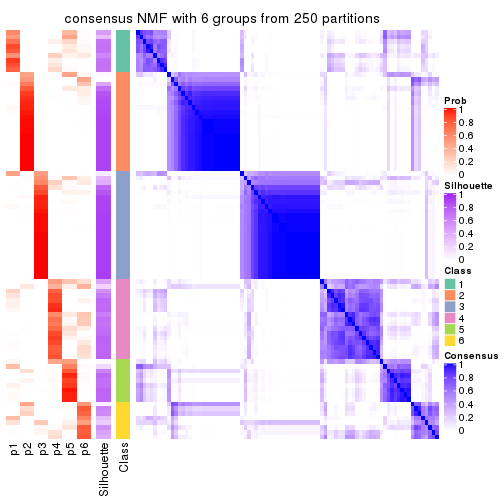 consensus NMF with 6 groups from 250 partitions
Prob
1
0.8
0.6
0.4
0.2
0
Silhouette
1
0.8
0.6
0.4
0.2
0
Class
1
2
3
4
5
6
Consensus
1
0.8
0.6
0.4
0.2
0
p1
p2
p3
p4
p5
p6
Silhouette
Class